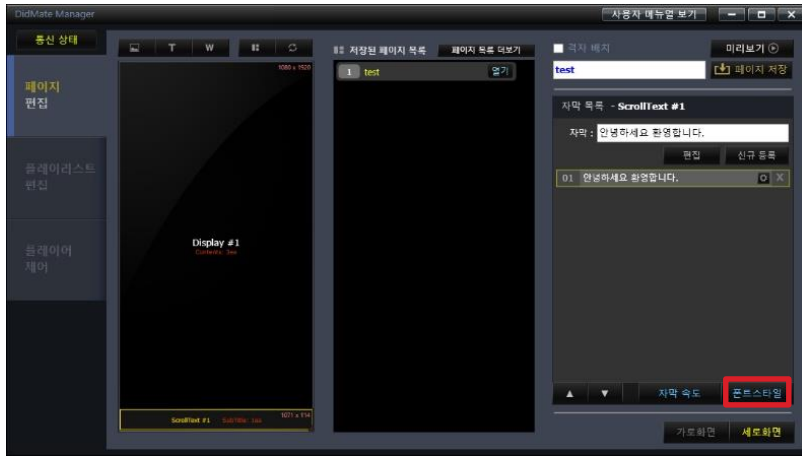 DidMate Manager
사용자 메뉴얼 보기
통신 상태
T W
저장된 페이지 목록
페이지 목록 더보기
격자 배치
미리보기
1080 x 1920
1 test
열기
test
페이지 저장
페이지
편집
자막 목록 - ScrollText #1
자막 : 안녕하세요 환영합니다.
편집
신규 등록
01 안녕하세요 환영합니다.
X
플레이리스트
편집
Display #1
플레이어
제어
▲ ▼
자막 속도
폰트스타일
ScrollText #1
1071 x 114
가로화면
세로화면